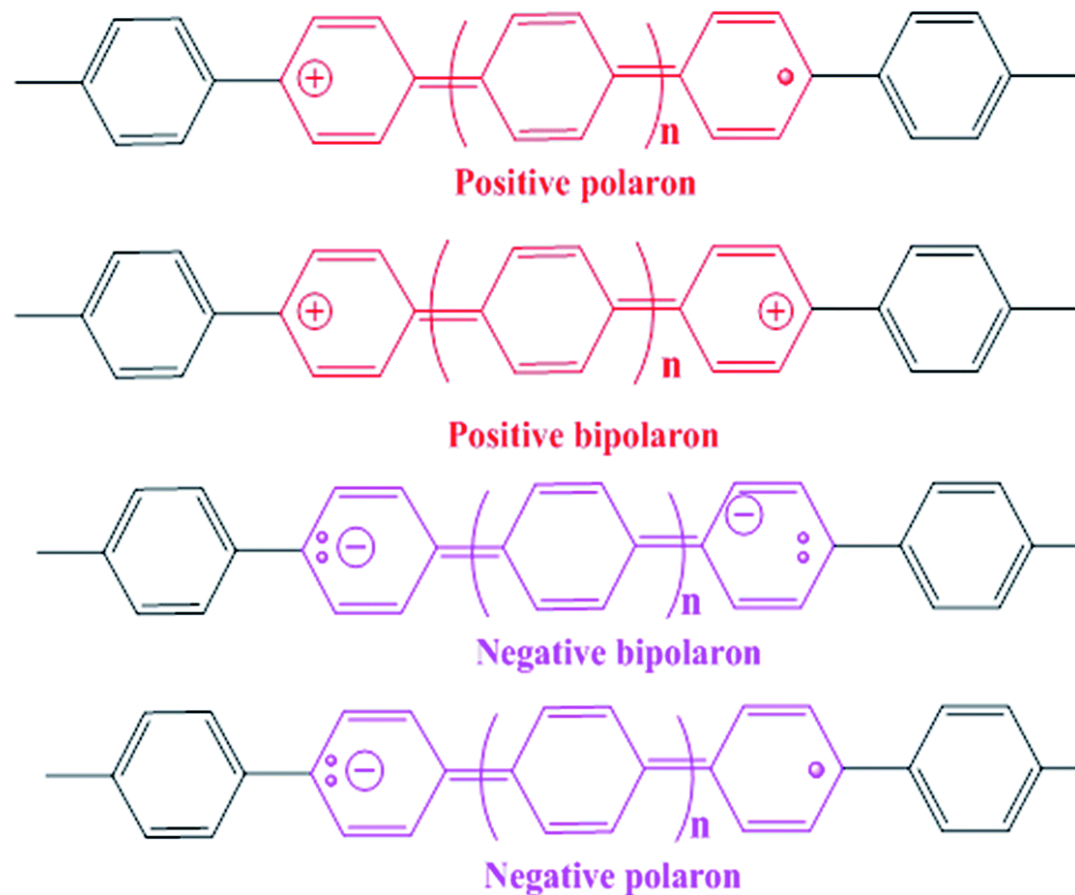 n
Positive polaron
n
Positive bipolaron
n
Negative bipolaron
n
Negative polaron